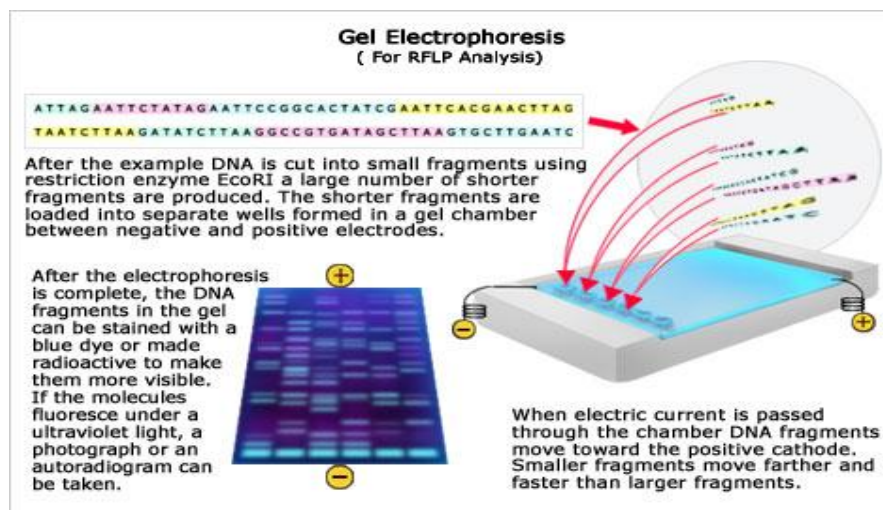 Gel Electrophoresis
( For RFLP Analysis)
ATTAGAATTCTATAGAATTCCGGCACTATCGAATTCACGAACTTAG
TAATCTTAAGATATCTTAAGGCCGTGATAGCTTAAGTGCTTGAATC
After the example DNA is cut into small fragments using
restriction enzyme EcoRI a large number of shorter
fragments are produced. The shorter fragments are
loaded into separate wells formed in a gel chamber
between negative and positive electrodes.
After the electrophoresis
is complete, the DNA
fragments in the gel
can be stained with a
blue dye or made
radioactive to make
them more visible.
If the molecules
fluoresce under a
ultraviolet light, a
photograph or an
autoradiogram can
be taken.
+
−
−
+
When electric current is passed
through the chamber DNA fragments
move toward the positive cathode.
Smaller fragments move farther and
faster than larger fragments.